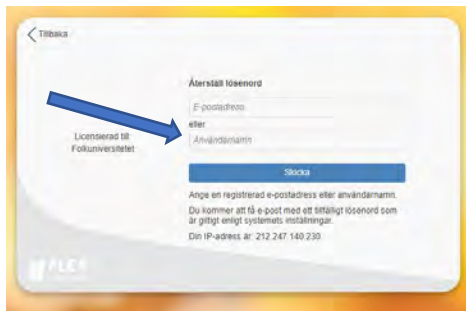 Tillbaka
Återställ lösenord
E-postadress
eller
Användarnamn
Licensierad till
Folkuniversitetet
Skicka
Ange en registrerad e-postadress eller användarnamn.
Du kommer att få e-post med ett tillfälligt lösenord som
är giltigt enligt systemets inställningar.
Din IP-adress är: 212.247.140.230
FLEX